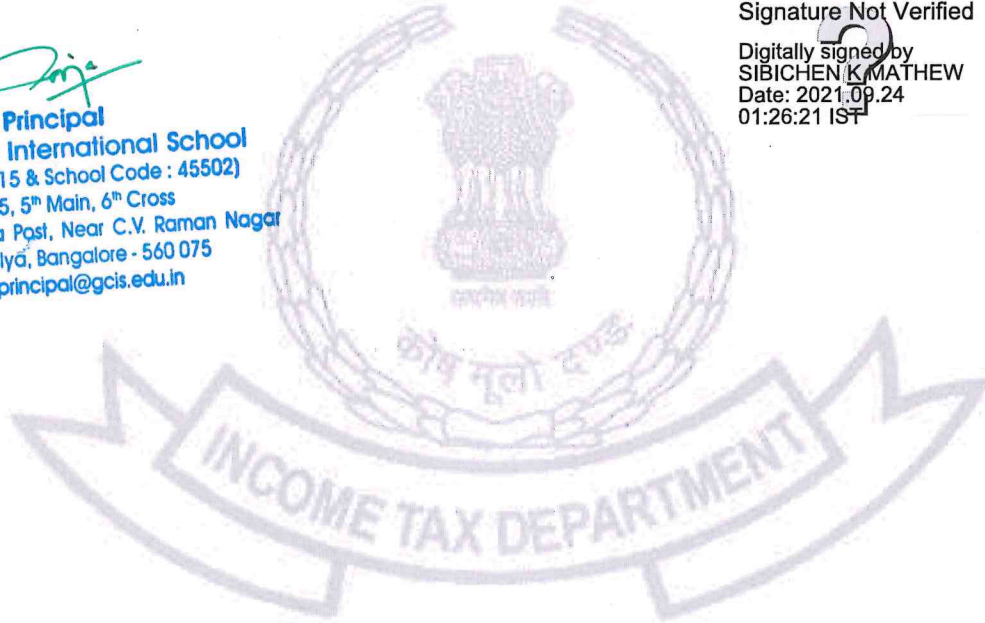 Signature Not Verified
Digitally signed by
SIBICHEN K MATHEW
Date: 2021.09.24
01:26:21 IST
Principal
International School
15 & School Code : 45502)
5, 5th Main, 6th Cross
a Post, Near C.V. Raman Nagar
lya, Bangalore - 560 075
principal@gcis.edu.in
कोष मूलो दण्ड
INCOME TAX DEPARTMENT